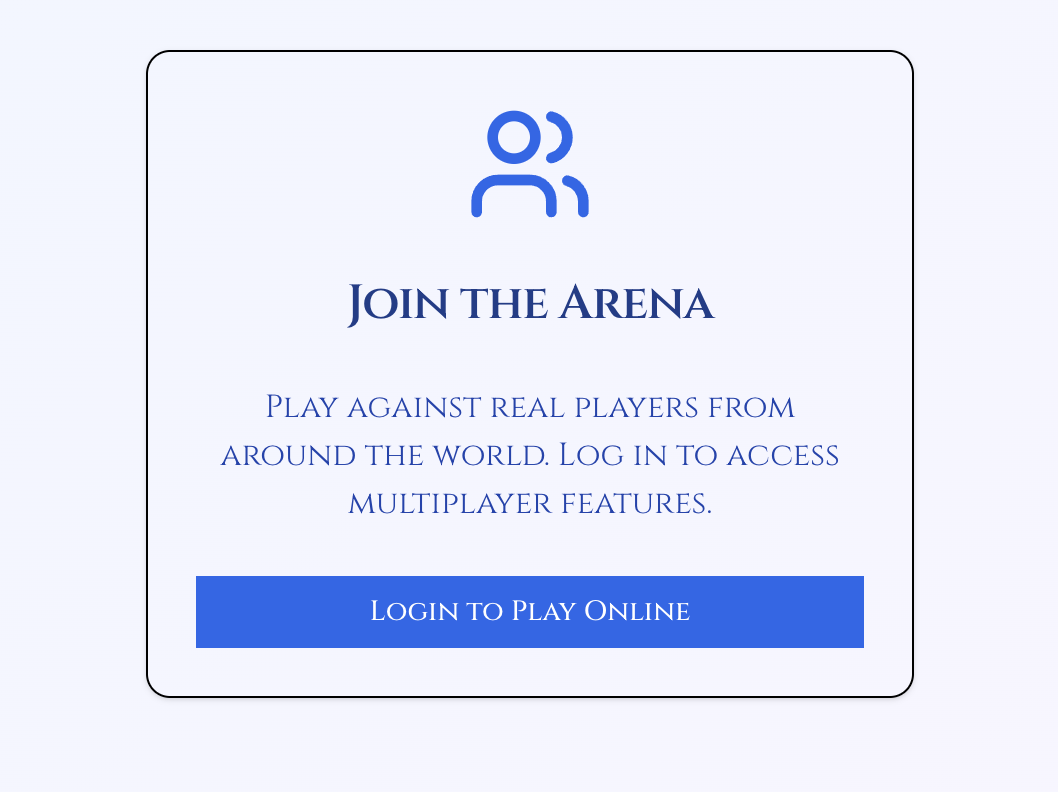 Join the Arena
Play against real players from
around the world. Log in to access
multiplayer features.
Login to Play Online